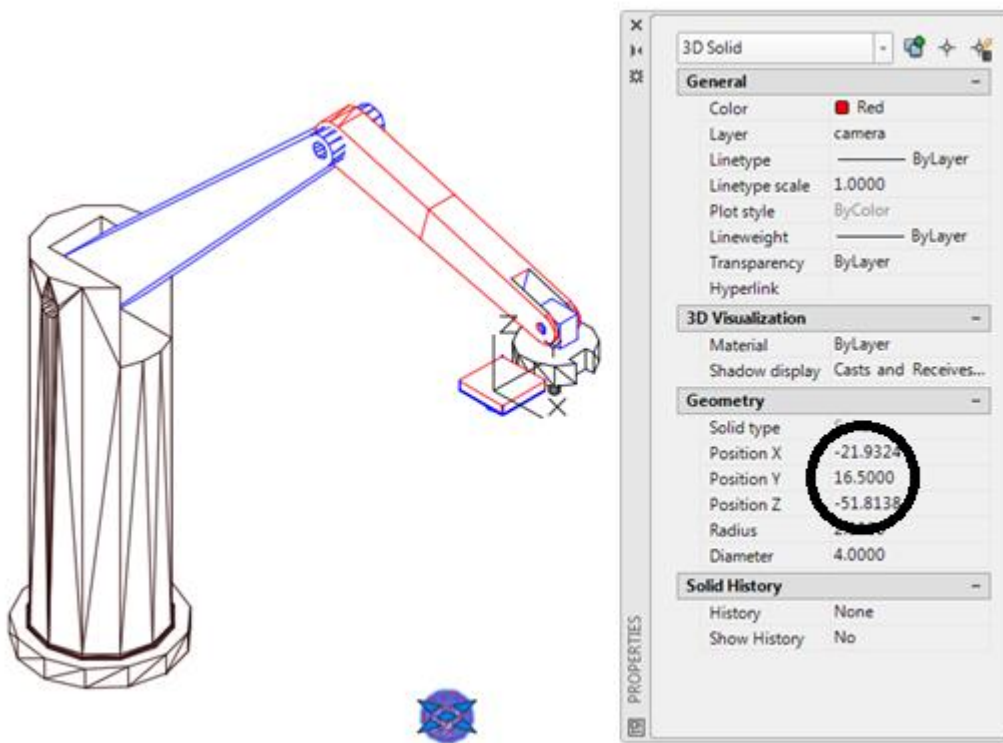 Z
X
3D Solid
General
Color Red
Layer camera
Linetype ByLayer
Linetype scale 1.0000
Plot style ByColor
Lineweight ByLayer
Transparency ByLayer
Hyperlink
3D Visualization
Material ByLayer
Shadow display Casts and Receives...
Geometry
Solid type
Position X -21.9324
Position Y 16.5000
Position Z -51.8138
Radius
Diameter 4.0000
Solid History
History None
Show History No
PROPERTIES